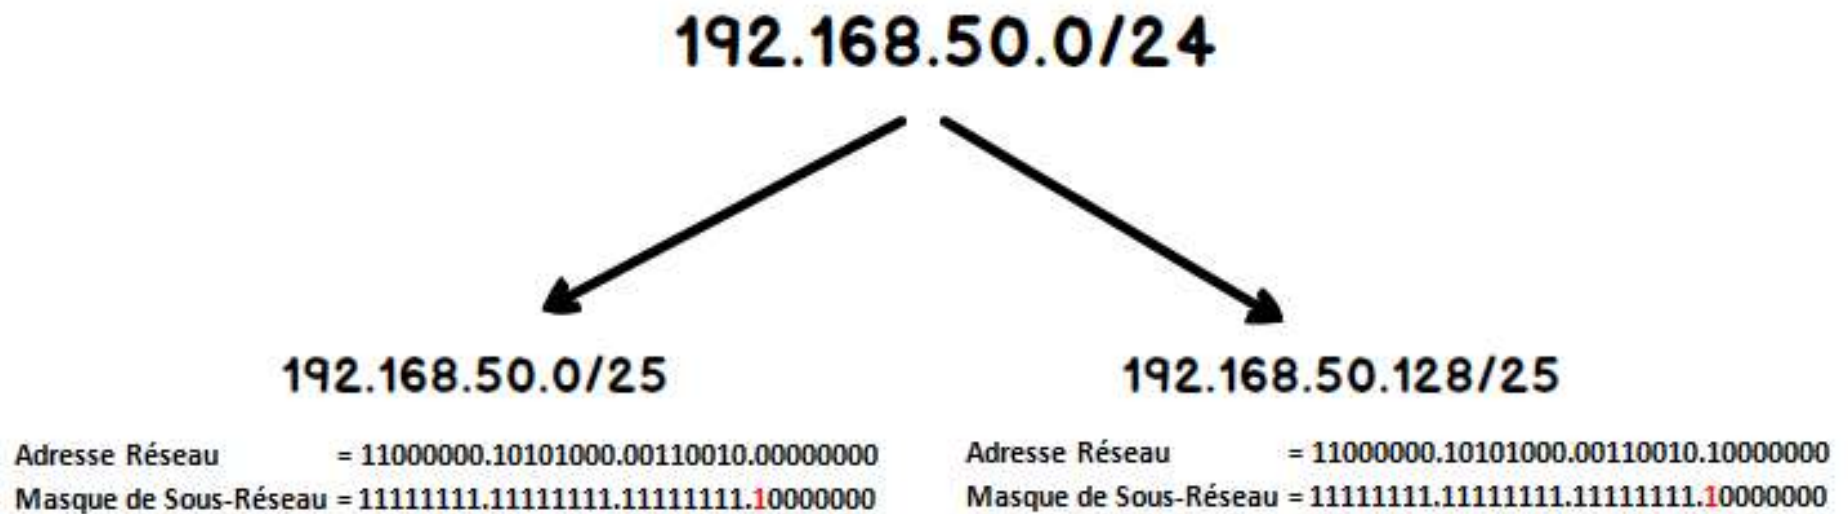 192.168.50.0/24
192.168.50.0/25
Adresse Réseau = 11000000.10101000.00110010.00000000
Masque de Sous-Réseau = 11111111.11111111.11111111.10000000
192.168.50.128/25
Adresse Réseau = 11000000.10101000.00110010.10000000
Masque de Sous-Réseau = 11111111.11111111.11111111.10000000